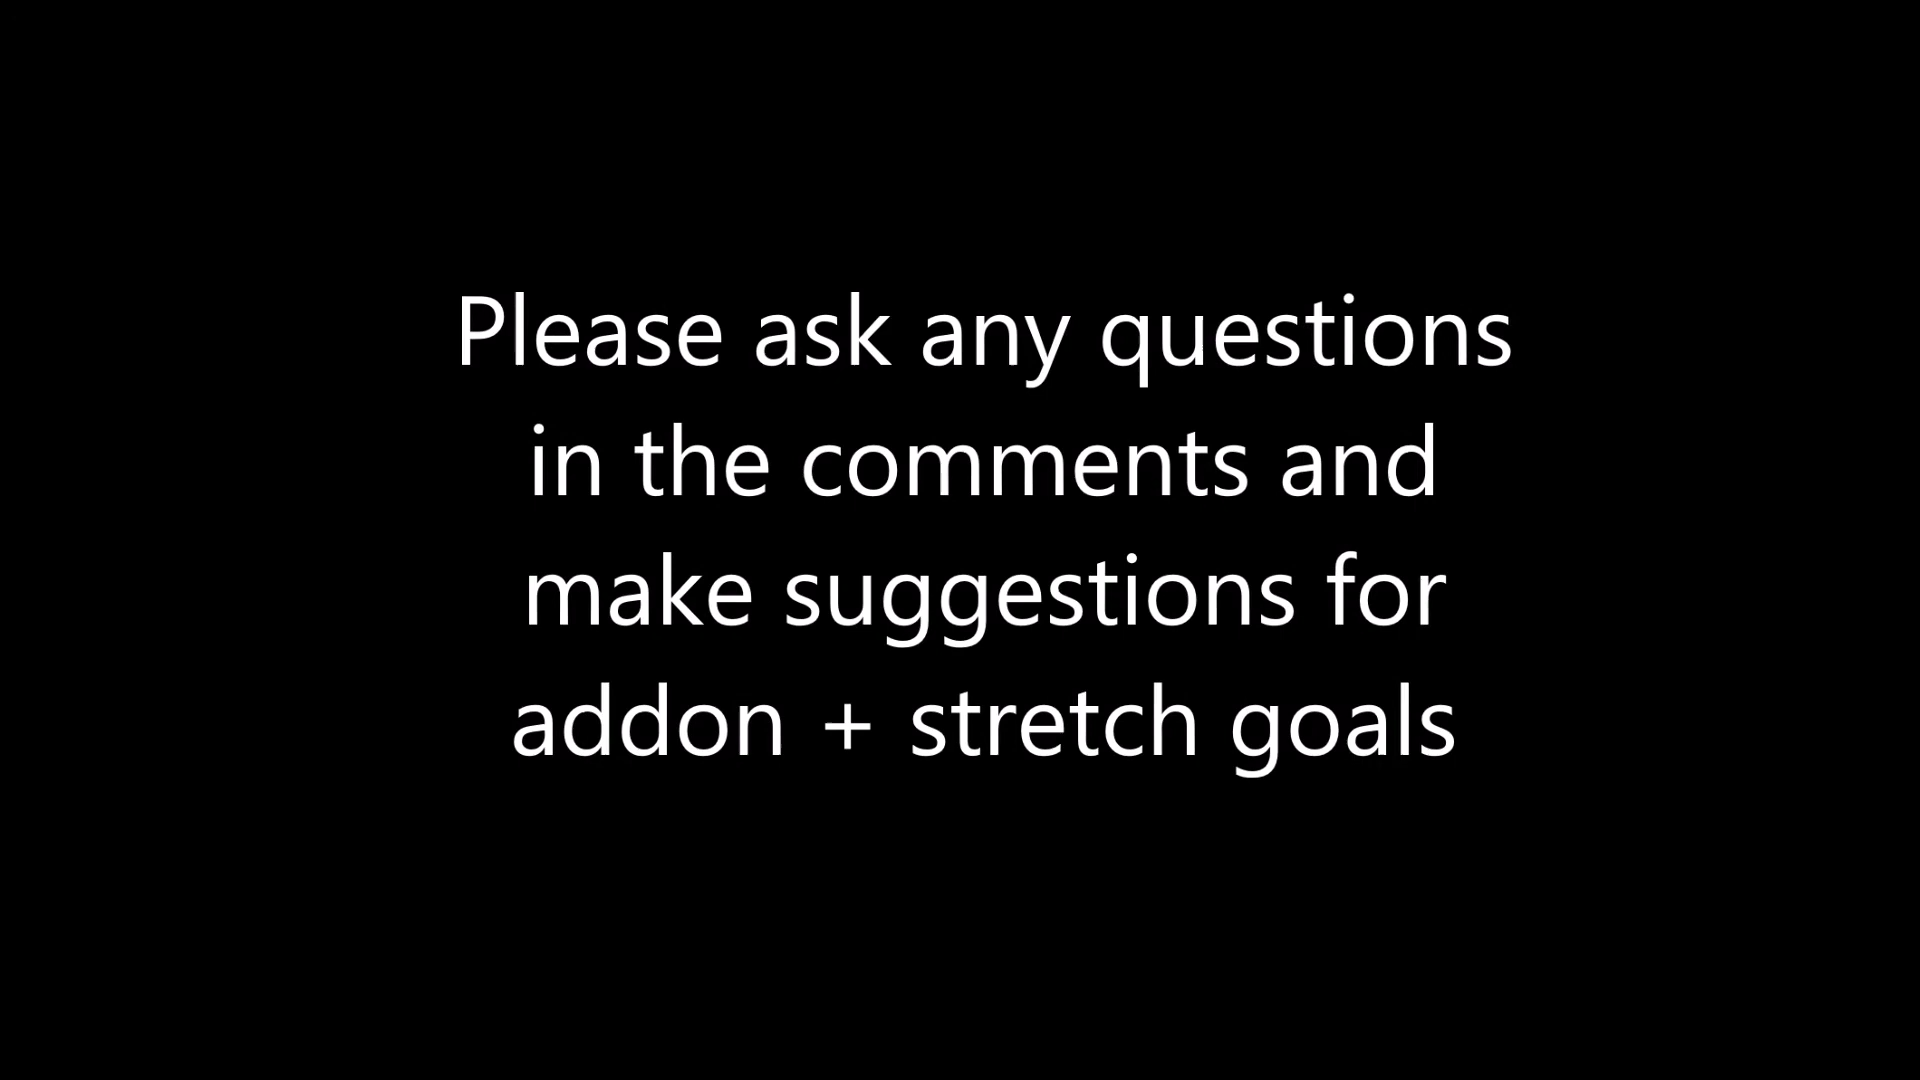 Please ask any questions
in the comments and
make suggestions for
addon + stretch goals